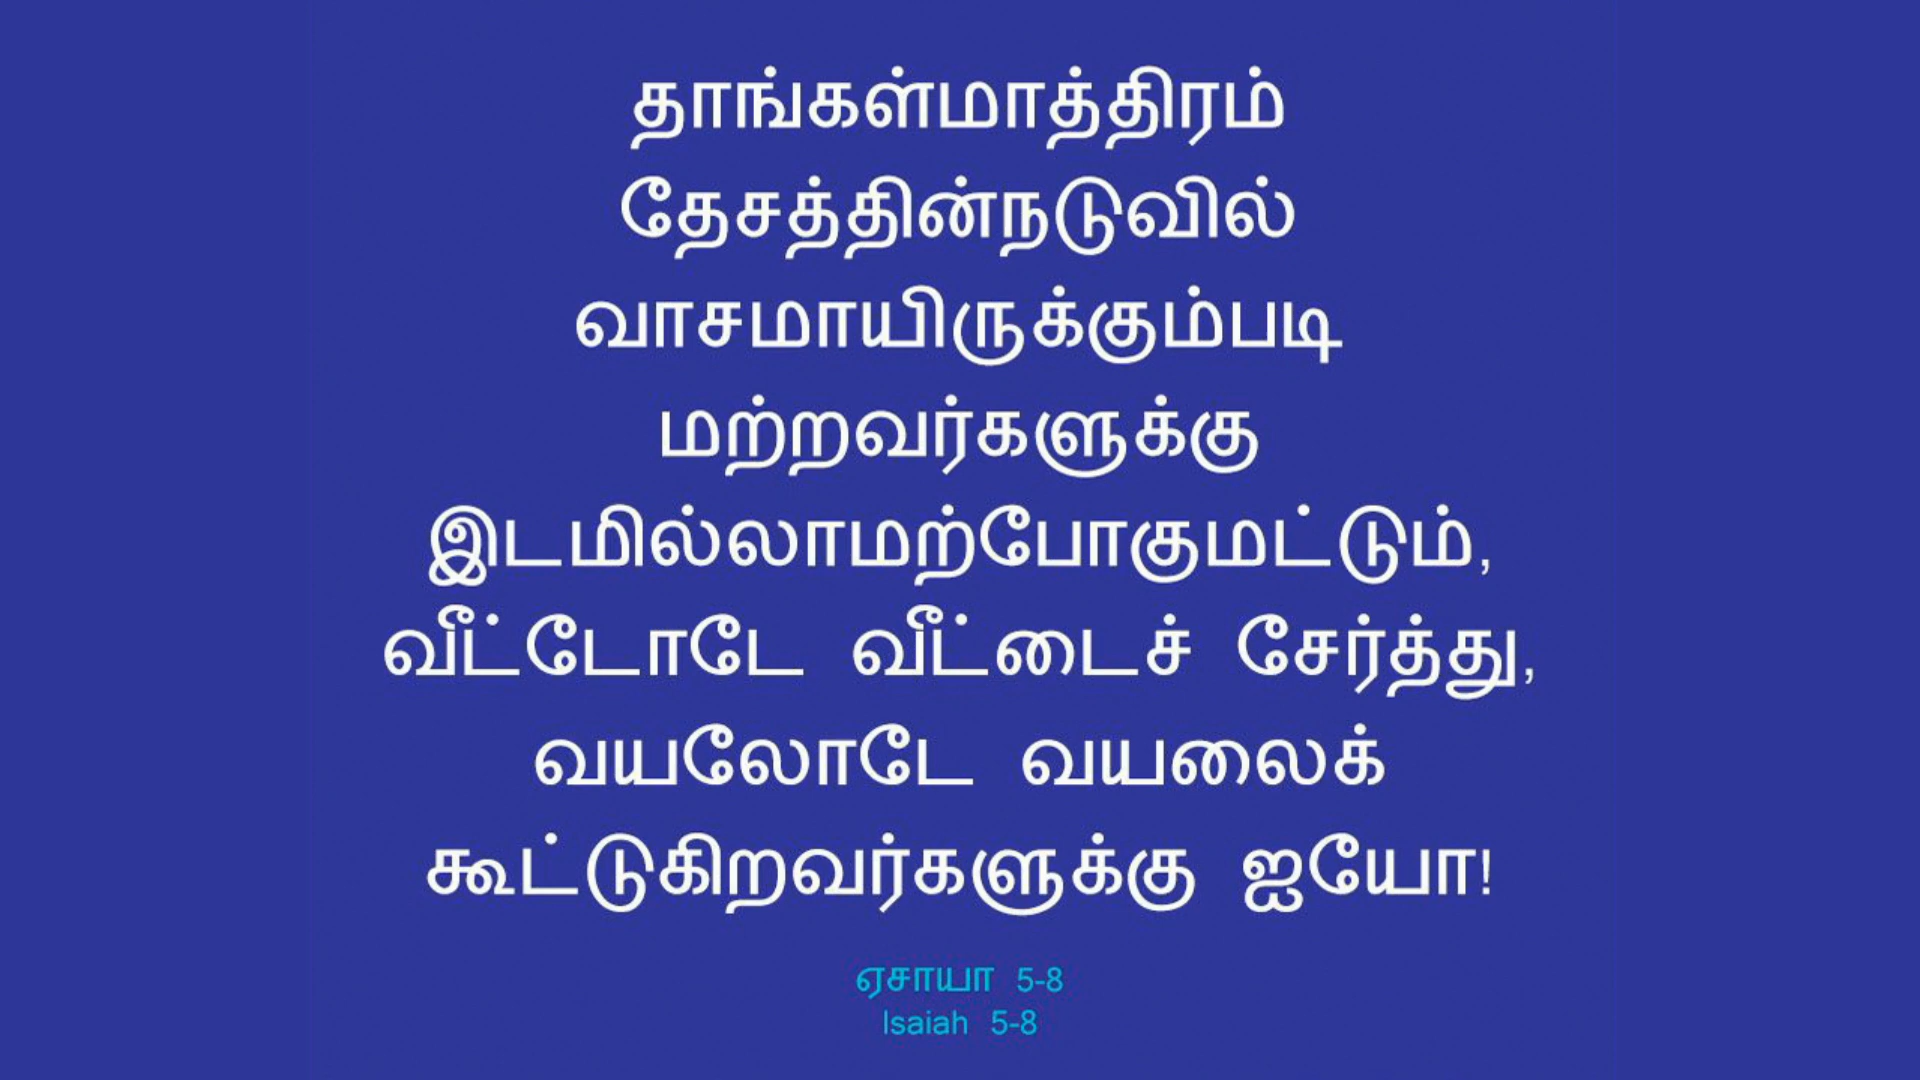 தாங்கள்மாத்திரம்
தேசத்தின்நடுவில்
வாசமாயிருக்கும்படி
மற்றவர்களுக்கு
இடமில்லாமற்போகுமட்டும்,
வீட்டோடே வீட்டைச் சேர்த்து,
வயலோடே வயலைக்
கூட்டுகிறவர்களுக்கு ஐயோ!
ஏசாயா 5-8
Isaiah 5-8